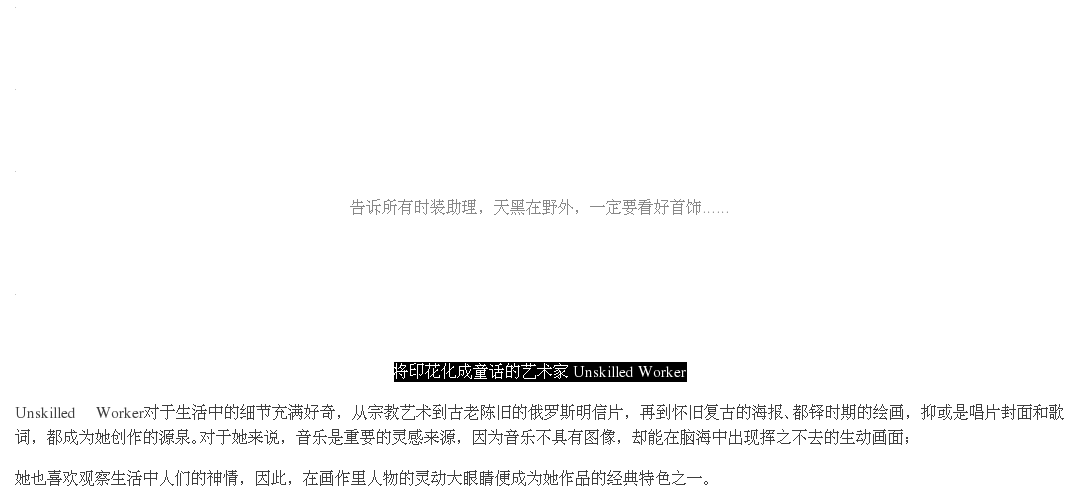 告诉所有时装助理，天黑在野外，一定要看好首饰……
将印花化成童话的艺术家 Unskilled Worker
Unskilled Worker对于生活中的细节充满好奇，从宗教艺术到古老陈旧的俄罗斯明信片，再到怀旧复古的海报、都铎时期的绘画，抑或是唱片封面和歌
词，都成为她创作的源泉。对于她来说，音乐是重要的灵感来源，因为音乐不具有图像，却能在脑海中出现挥之不去的生动画面；
她也喜欢观察生活中人们的神情，因此，在画作里人物的灵动大眼睛便成为她作品的经典特色之一。